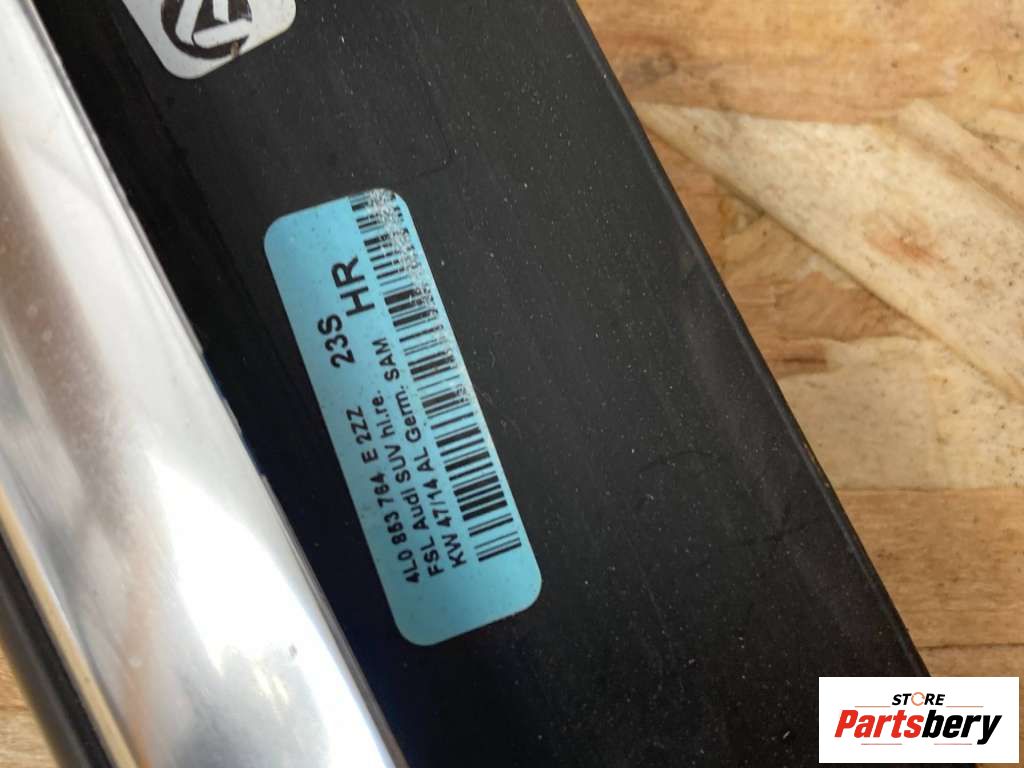 23S
HR
4L0 853 764 E 2ZZ
FSL Audi SUV hi.re.
KW 47/14 AL Germ. SAM
STORE
Partsbery